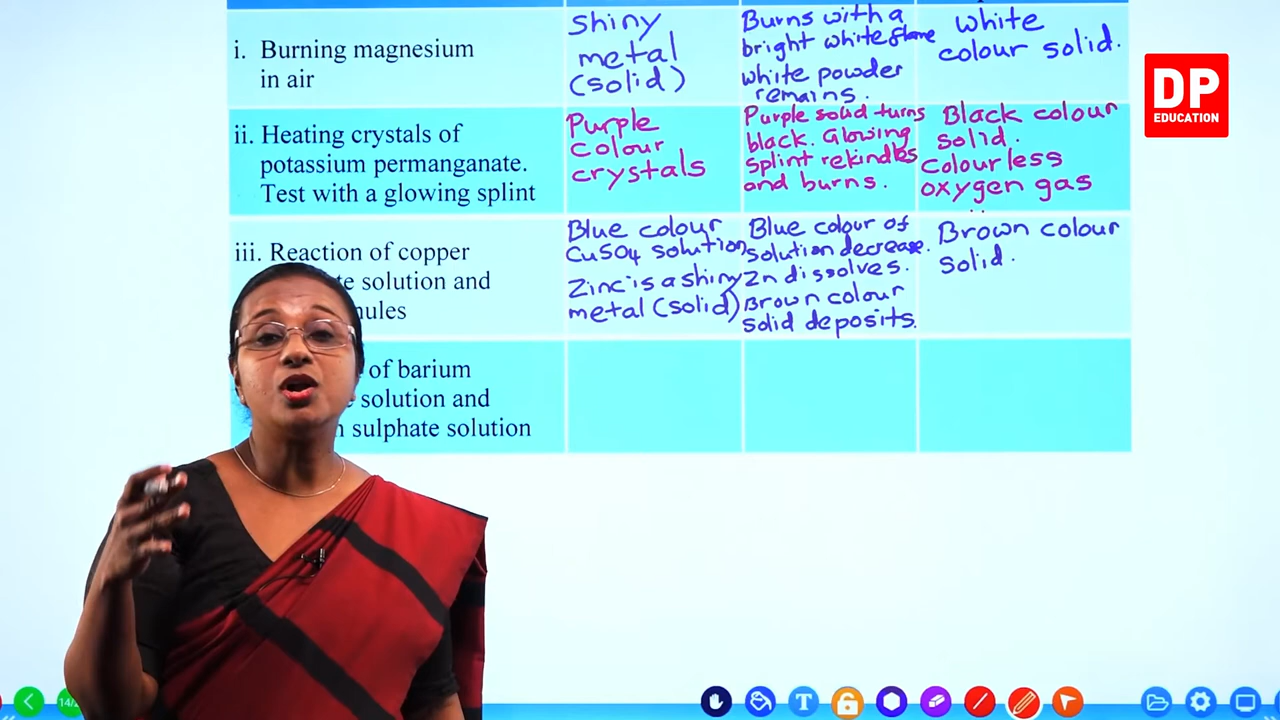 i. Burning magnesium
in air
Shiny
metal
(solid)
Burns with a
bright white flame
white powder
remains.
white
colour solid.
ii. Heating crystals of
potassium permanganate.
Test with a glowing splint
Purple
colour
crystals
Purple solid turns
black. Glowing
splint rekindles
and burns.
Black colour
solid.
colourless
oxygen gas
iii. Reaction of copper
solution and
Blue colour
CuSO4 solution
Zinc is a shiny
metal (solid)
Blue colour of
solution decrease.
Zn dissolves.
Brown colour
solid deposits.
Brown colour
solid.
of barium
solution and
sulphate solution
DP
EDUCATION
T